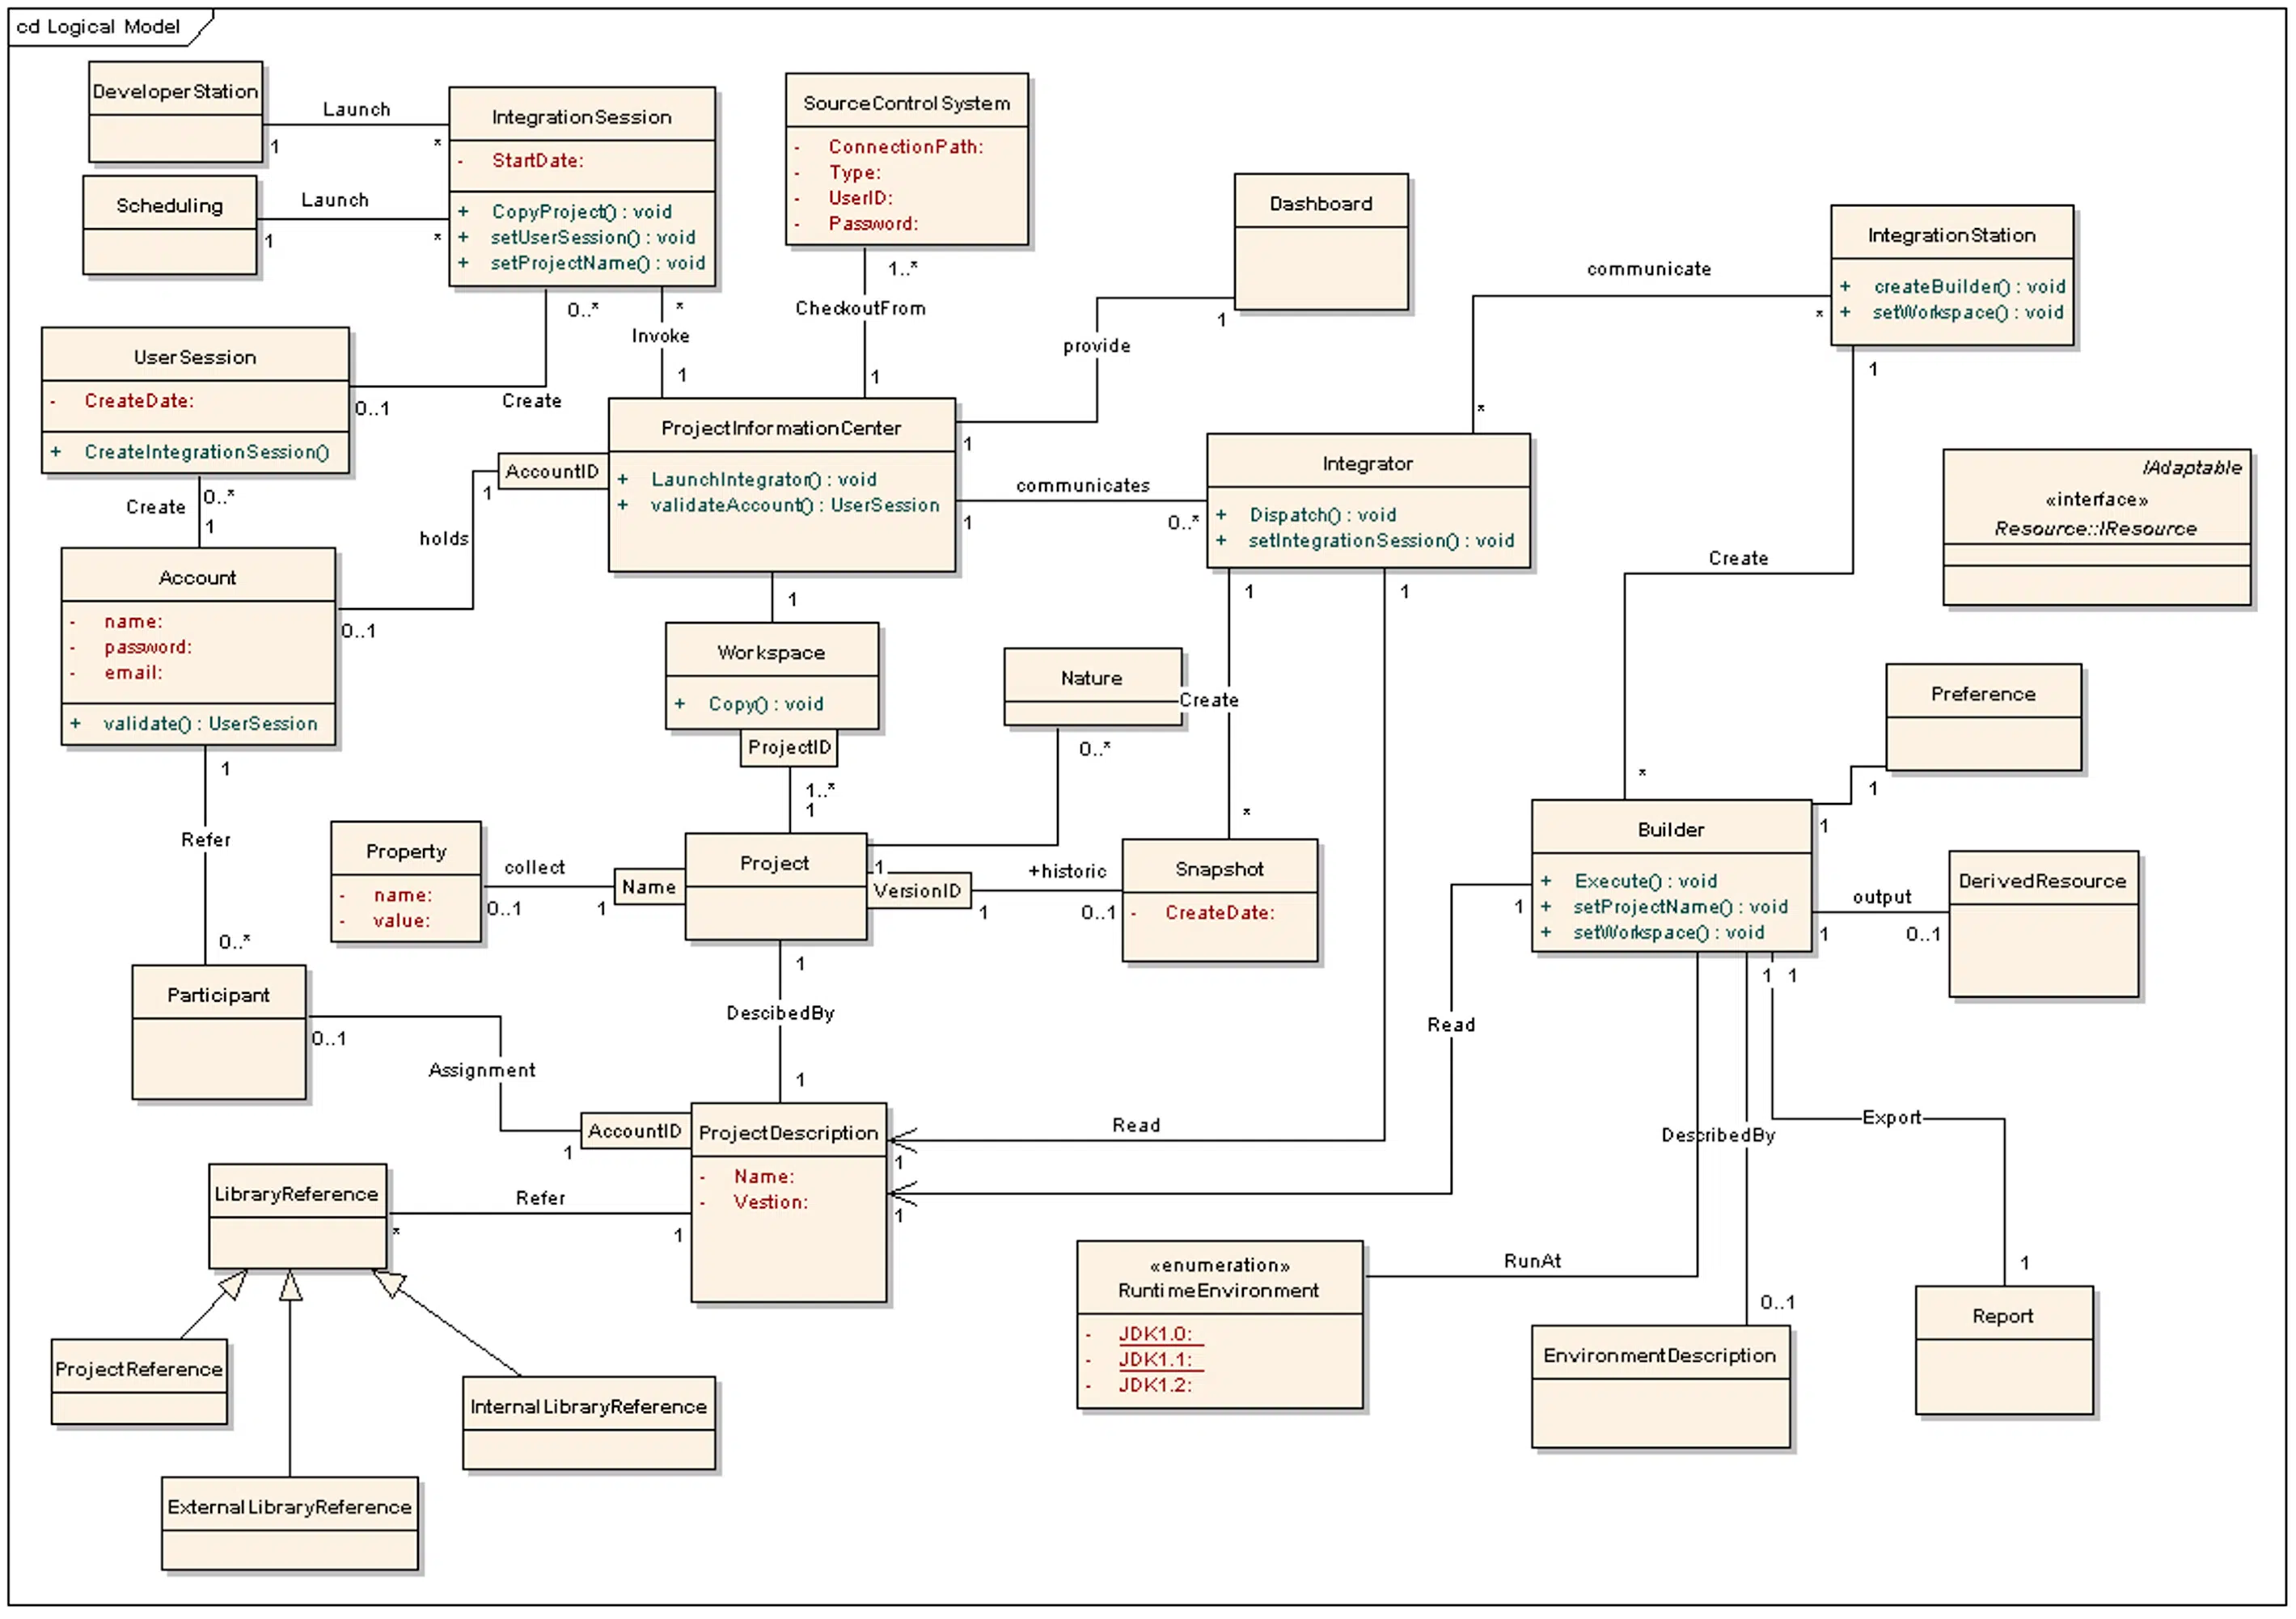 cd Logical Model
DeveloperStation
Launch
1
*
Scheduling
Launch
1
*
IntegrationSession
- StartDate:
+ CopyProject() : void
+ setUserSession() : void
+ setProjectName() : void
SourceControlSystem
- ConnectionPath:
- Type:
- UserID:
- Password:
Dashboard
IntegrationStation
+ createBuilder() : void
+ setWorkspace() : void
communicate
*
*
1
0..*
*
Invoke
1
1..*
CheckoutFrom
1
1
provide
1
UserSession
- CreateDate:
+ CreateIntegrationSession()
0..1
Create
ProjectInformationCenter
+ LaunchIntegrator() : void
+ validateAccount() : UserSession
AccountID
1
holds
0..1
communicates
1
0..*
Integrator
+ Dispatch() : void
+ setIntegrationSession() : void
IAdaptable
«interface»
Resource::IResource
Create
0..*
1
Account
- name:
- password:
- email:
+ validate() : UserSession
1
Workspace
+ Copy() : void
ProjectID
1..*
1
Nature
0..*
1
Create
*
1
Create
*
Preference
1
1
1
Refer
0..*
Property
- name:
- value:
collect
0..1
1
Name
Project
1
VersionID
1
+historic
0..1
Snapshot
- CreateDate:
Builder
+ Execute() : void
+ setProjectName() : void
+ setWorkspace() : void
1
output
1
0..1
DerivedResource
1
1
Participant
0..1
Assignment
1
DescibedBy
1
Read
AccountID
1
ProjectDescription
- Name:
- Vestion:
Read
1
1
DescribedBy
Export
LibraryReference
Refer
*
1
«enumeration»
RuntimeEnvironment
- JDK1.0:
- JDK1.1:
- JDK1.2:
RunAt
0..1
1
EnvironmentDescription
Report
ProjectReference
InternalLibraryReference
ExternalLibraryReference